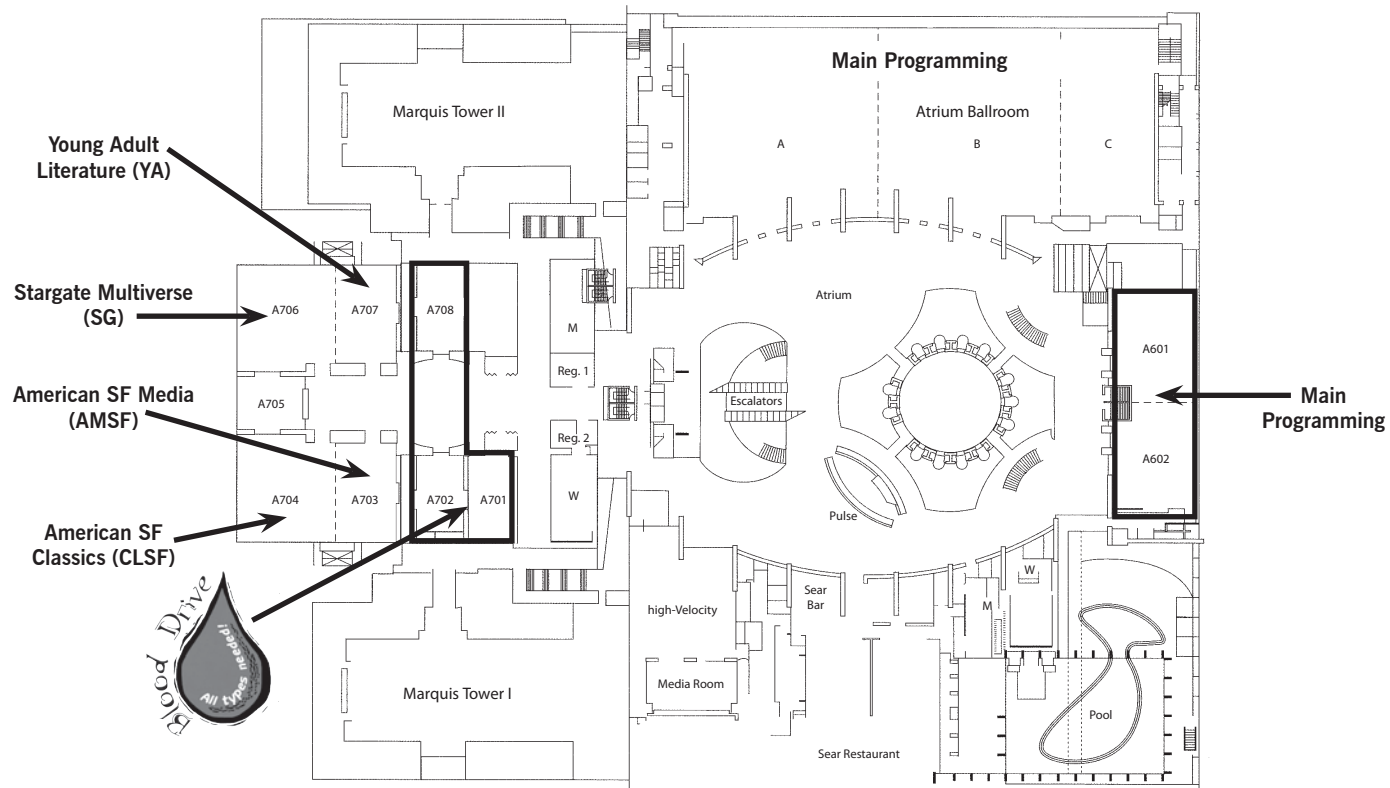 Main Programming
Marquis Tower II
Atrium Ballroom
A
B
C
Young Adult
Literature (YA)
Stargate Multiverse
(SG)
A706
A707
A708
M
Reg. 1
Atrium
A601
American SF Media
(AMSF)
A705
Reg. 2
Escalators
Main
Programming
A602
A704
A703
A702
A701
W
Pulse
American SF
Classics (CLSF)
Blood Drive
All types needed!
high-Velocity
Sear
Bar
W
M
Media Room
Marquis Tower I
Pool
Sear Restaurant